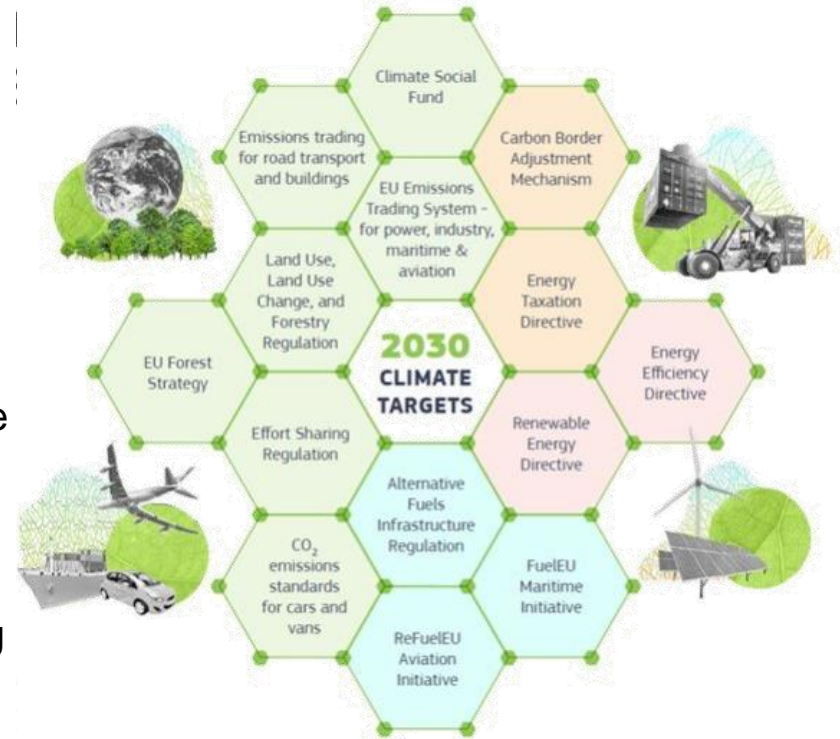 Climate Social
Fund
Emissions trading
for road transport
and buildings
Carbon Border
Adjustment
Mechanism
EU Emissions
Trading System –
for power, industry,
maritime &
aviation
Land Use,
Land Use
Change, and
Forestry
Regulation
Energy
Taxation
Directive
EU Forest
Strategy
2030
CLIMATE
TARGETS
Energy
Efficiency
Directive
Effort Sharing
Regulation
Renewable
Energy
Directive
Alternative
Fuels
Infrastructure
Regulation
CO₂
emissions
standards
for cars and
vans
FuelEU
Maritime
Initiative
ReFuelEU
Aviation
Initiative
e
g